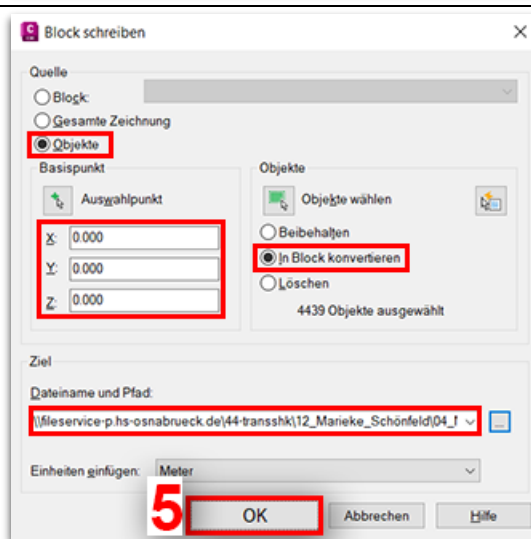 Block schreiben
Quelle
Block:
Gesamte Zeichnung
Objekte
Basispunkt
Auswahlpunkt
X: 0.000
Y: 0.000
Z: 0.000
Objekte
Objekte wählen
Beibehalten
In Block konvertieren
Löschen
4439 Objekte ausgewählt
Ziel
Dateiname und Pfad:
\\fileservice-p.hs-osnabrueck.de\44-transshk\12_Marieke_Schönfeld\04_
...
Einheiten einfügen: Meter
5
OK Abbrechen Hilfe